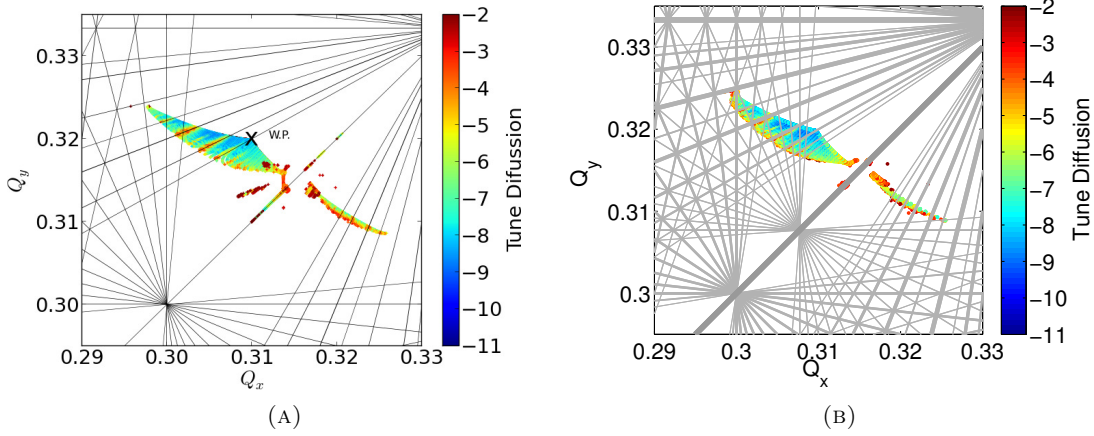 0.33
0.32
0.31
0.30
Q_y
0.29 0.30 0.31 0.32 0.33
Q_x
W.P.
−2
−3
−4
−5
−6
−7
−8
−9
−10
−11
Tune Difussion
(A)
0.33
0.32
0.31
0.3
Q_y
0.29 0.3 0.31 0.32 0.33
Q_x
−2
−3
−4
−5
−6
−7
−8
−9
−10
−11
Tune Diffusion
(B)